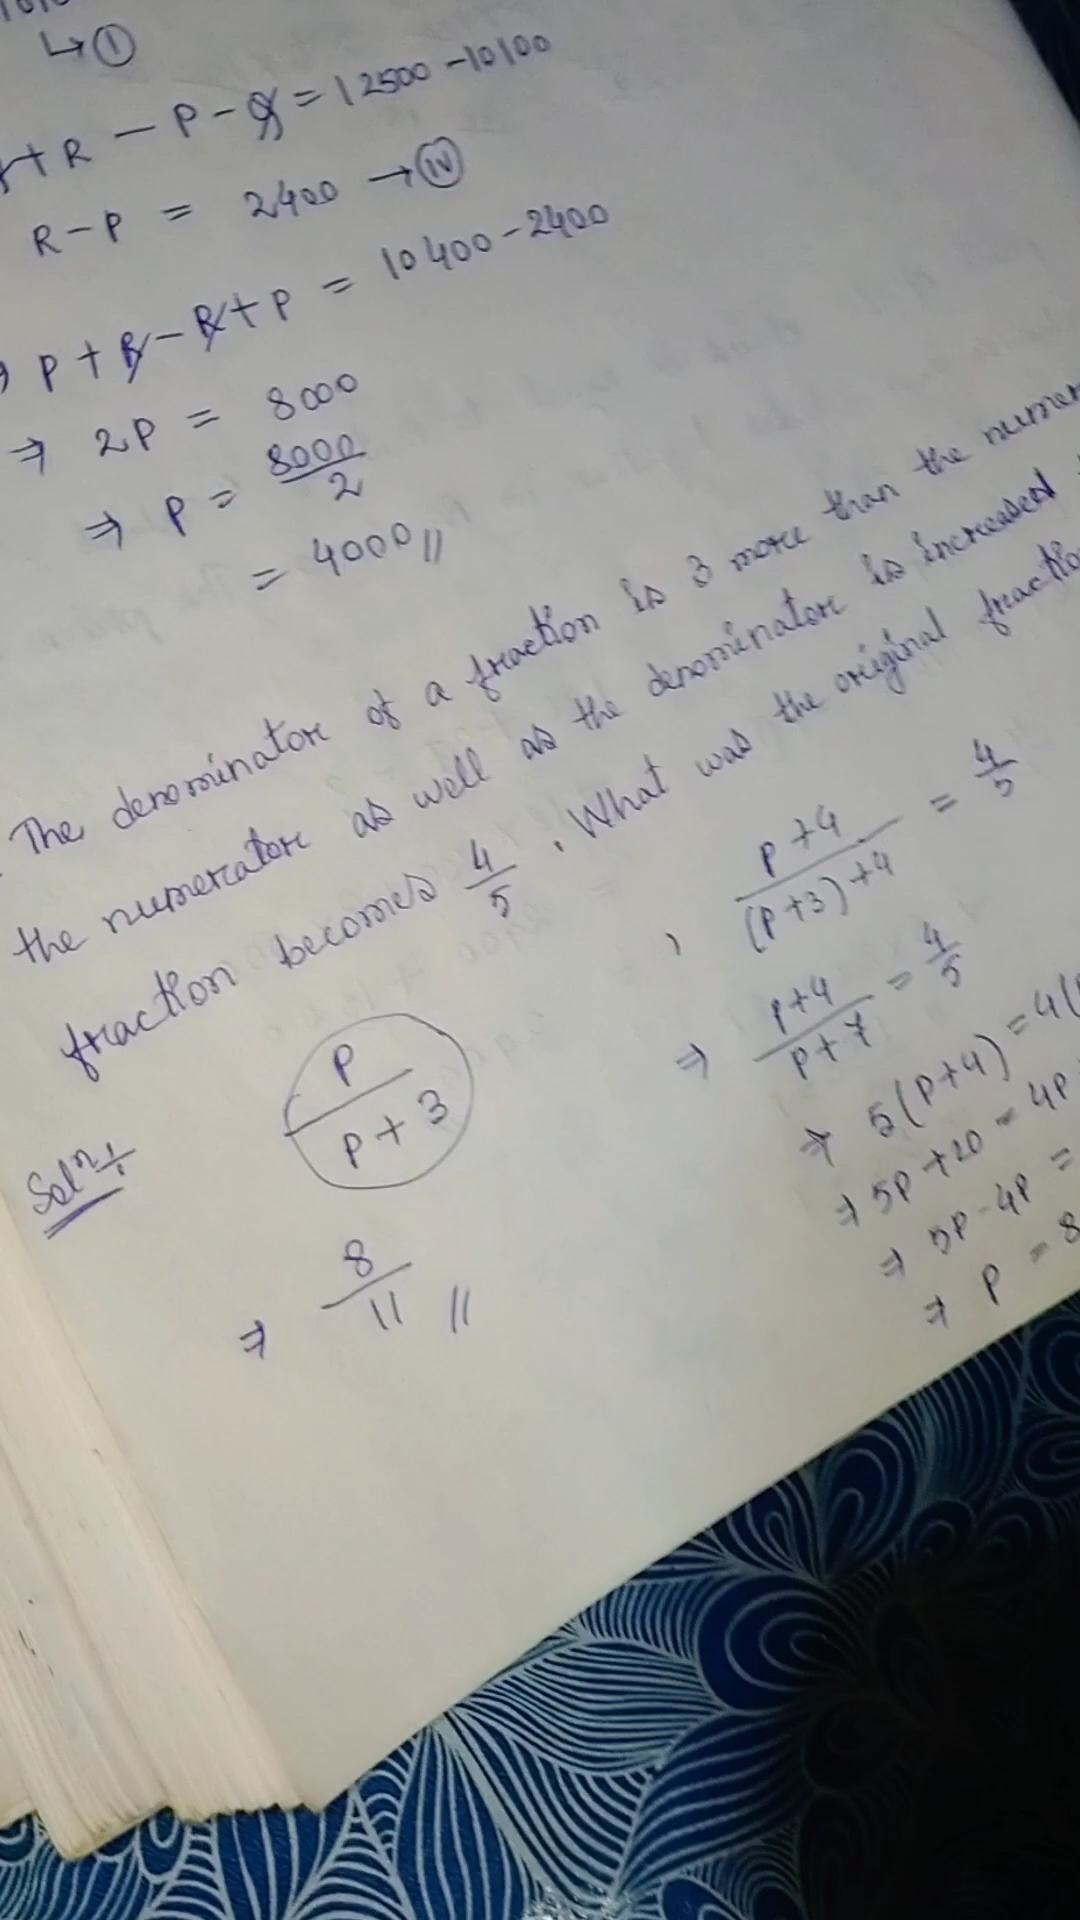 ↳ (I)
+ R - P - Q = 12500 - 10100
R - P = 2400 → (IV)
P + R - R + P = 10400 - 2400
⇒ 2P = 8000
⇒ P = 8000/2
= 4000 //
The denominator of a fraction is 3 more than the numer
the numerator as well as the denominator is increased
fraction becomes 4/5. What was the original fractio
Solⁿ:
P/(P + 3)
⇒ 8/11 //
, (P + 4)/((P + 3) + 4) = 4/5
⇒ (P + 4)/(P + 7) = 4/5
⇒ 5(P + 4) = 4(
⇒ 5P + 20 = 4P
⇒ 5P - 4P =
⇒ P = 8